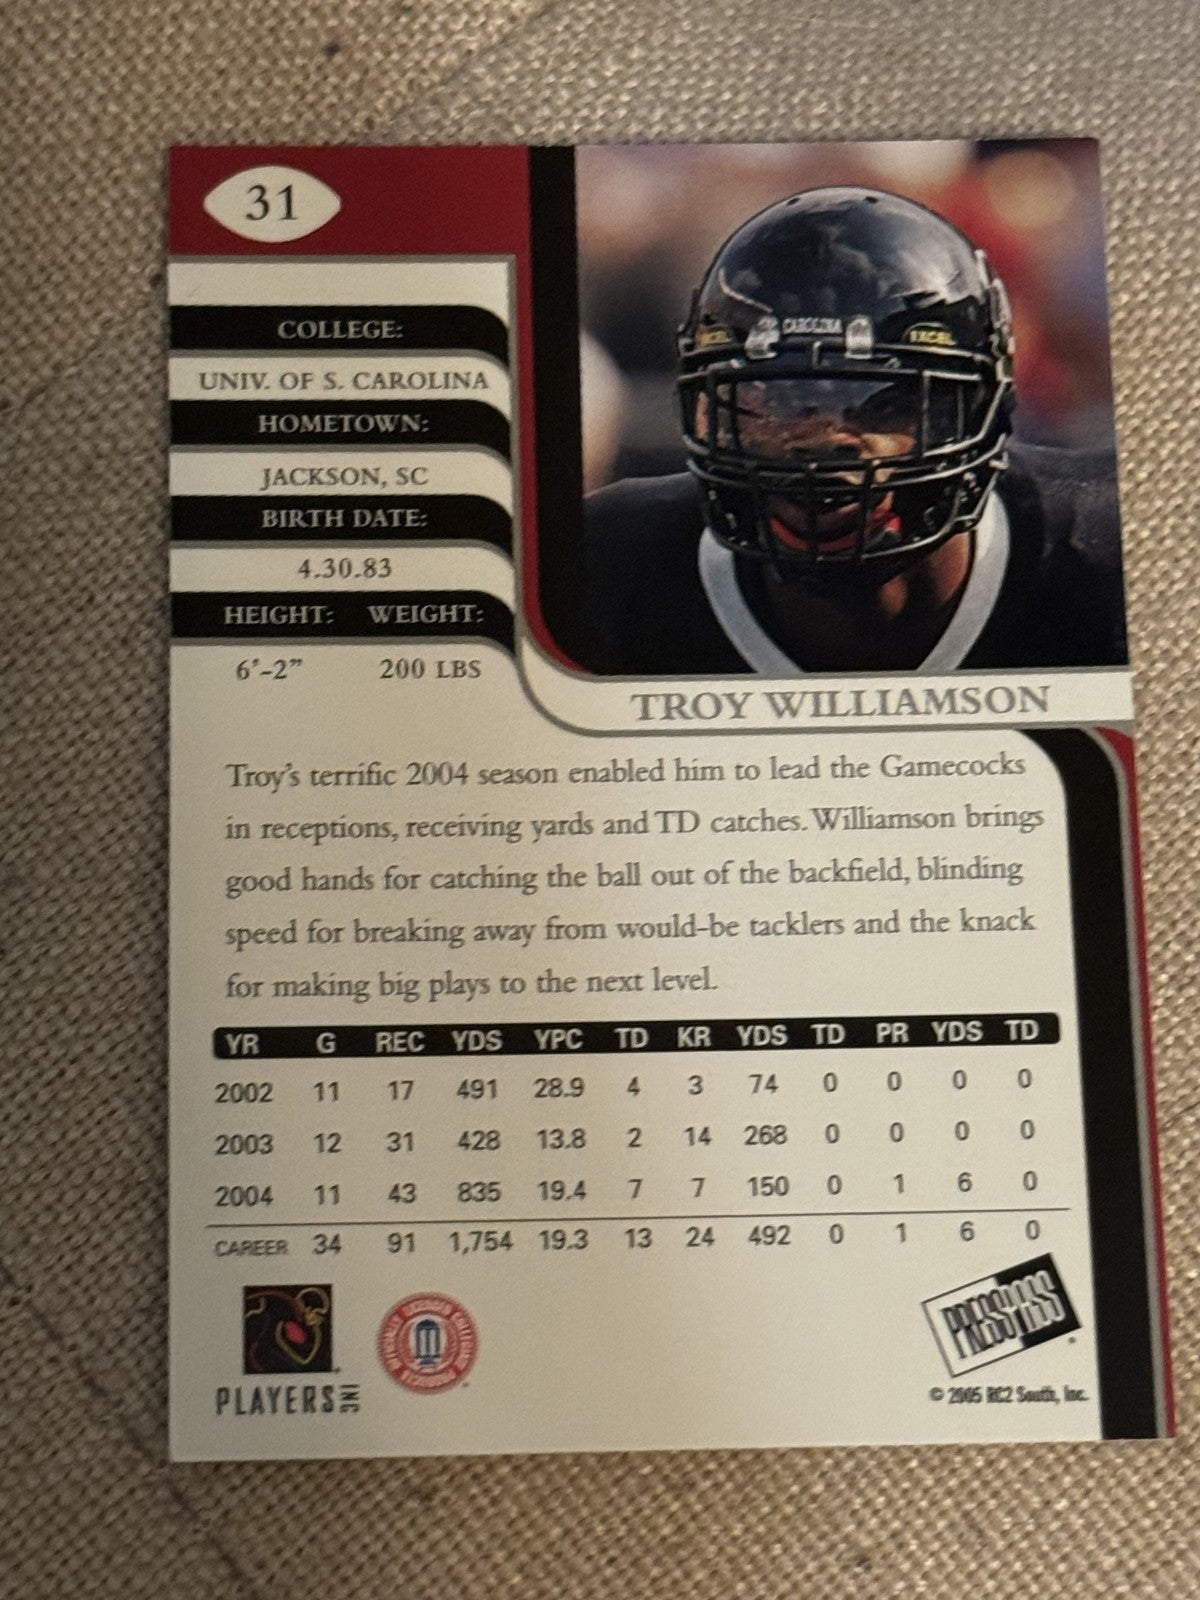 31
COLLEGE:
UNIV. OF S. CAROLINA
HOMETOWN:
JACKSON, SC
BIRTH DATE:
4.30.83
HEIGHT: WEIGHT:
6'-2" 200 LBS
CAROLINA
EXCEL
TROY WILLIAMSON
Troy's terrific 2004 season enabled him to lead the Gamecocks
in receptions, receiving yards and TD catches. Williamson brings
good hands for catching the ball out of the backfield, blinding
speed for breaking away from would-be tacklers and the knack
for making big plays to the next level.
YR G REC YDS YPC TD KR YDS TD PR YDS TD
2002 11 17 491 28.9 4 3 74 0 0 0 0
2003 12 31 428 13.8 2 14 268 0 0 0 0
2004 11 43 835 19.4 7 7 150 0 1 6 0
CAREER 34 91 1,754 19.3 13 24 492 0 1 6 0
PLAYERS INC
OFFICIALLY LICENSED COLLEGIATE PRODUCTS
PRESS PASS
© 2005 RC2 South, Inc.